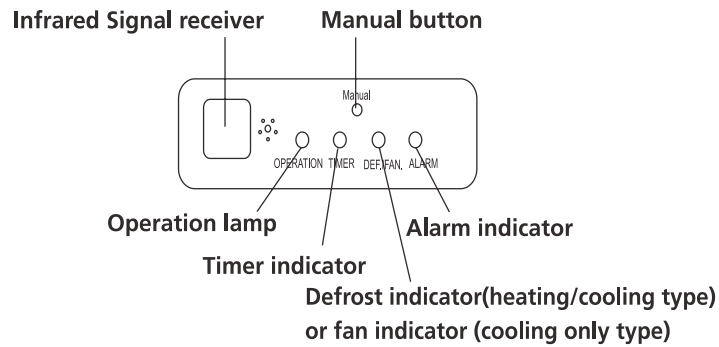 Infrared Signal receiver
Manual button
Manual
OPERATION TIMER DEF./FAN. ALARM
Operation lamp
Alarm indicator
Timer indicator
Defrost indicator(heating/cooling type)
or fan indicator (cooling only type)